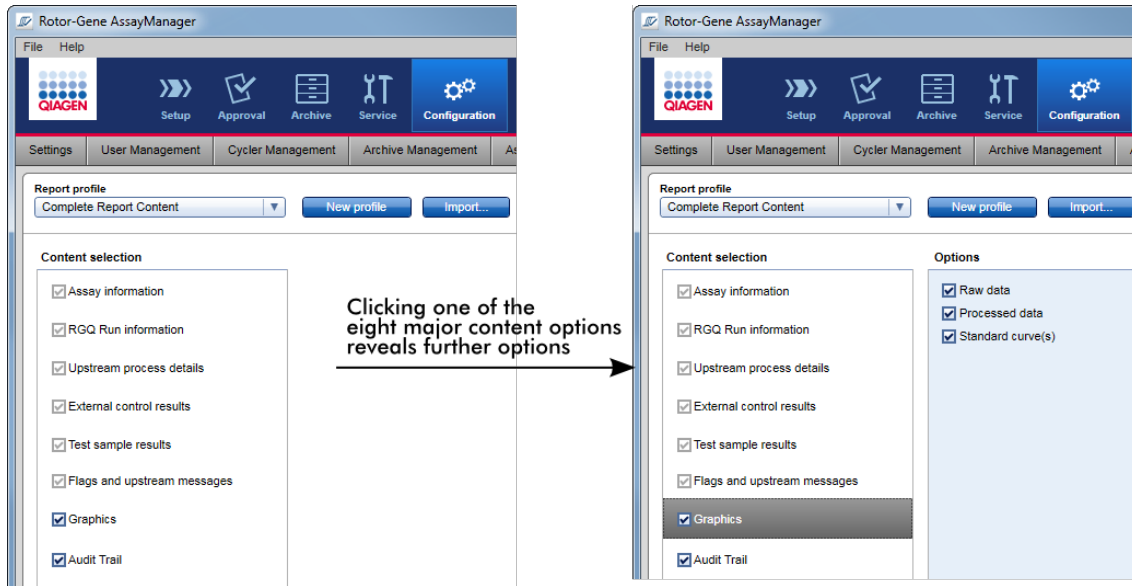 Rotor-Gene AssayManager
File Help
QIAGEN
Setup Approval Archive Service Configuration
Settings User Management Cycler Management Archive Management As
Report profile
Complete Report Content New profile Import...
Content selection
Assay information
RGQ Run information
Upstream process details
External control results
Test sample results
Flags and upstream messages
Graphics
Audit Trail
Clicking one of the
eight major content options
reveals further options
Rotor-Gene AssayManager
File Help
QIAGEN
Setup Approval Archive Service Configuration
Settings User Management Cycler Management Archive Management
Report profile
Complete Report Content New profile Import...
Content selection
Assay information
RGQ Run information
Upstream process details
External control results
Test sample results
Flags and upstream messages
Graphics
Audit Trail
Options
Raw data
Processed data
Standard curve(s)